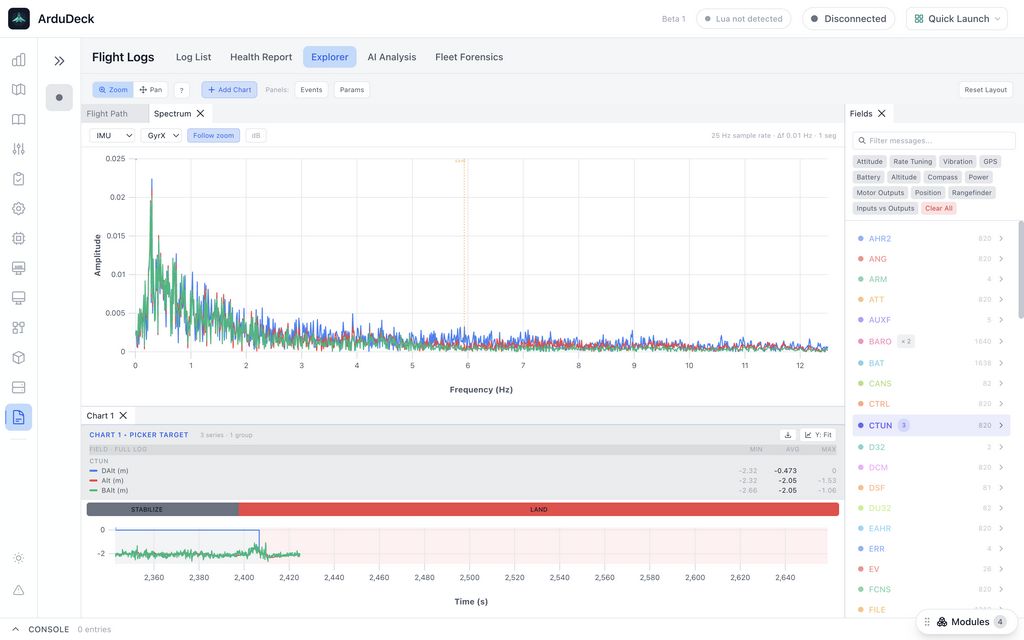 ArduDeck
Beta 1
Lua not detected
Disconnected
Quick Launch
Flight Logs
Log List
Health Report
Explorer
AI Analysis
Fleet Forensics
Zoom
Pan
?
+ Add Chart
Panels:
Events
Params
Reset Layout
Flight Path
Spectrum
IMU
GyrX
Follow zoom
dB
25 Hz sample rate · Δf 0.01 Hz · 1 seg
0.025
0.02
0.015
0.01
0.005
0
Amplitude
0 1 2 3 4 5 6 7 8 9 10 11 12
Frequency (Hz)
Chart 1
CHART 1 • PICKER TARGET
3 series · 1 group
Y: Fit
FIELD · FULL LOG MIN AVG MAX
CTUN
DAlt (m) -2.32 -0.473 0
Alt (m) -2.32 -2.05 -1.53
BAlt (m) -2.66 -2.05 -1.06
STABILIZE LAND
0
-2
2,360 2,380 2,400 2,420 2,440 2,460 2,480 2,500 2,520 2,540 2,560 2,580 2,600 2,620 2,640
Time (s)
Fields
Filter messages...
Attitude Rate Tuning Vibration GPS
Battery Altitude Compass Power
Motor Outputs Position Rangefinder
Inputs vs Outputs Clear All
AHR2 820
ANG 820
ARM 4
ATT 820
AUXF 5
BARO × 2 1640
BAT 1636
CANS 82
CTRL 820
CTUN 3 820
D32 2
DCM 820
DSF 81
DU32 82
EAHR 820
ERR 4
EV 26
FCNS 820
FILE
Modules 4
CONSOLE 0 entries